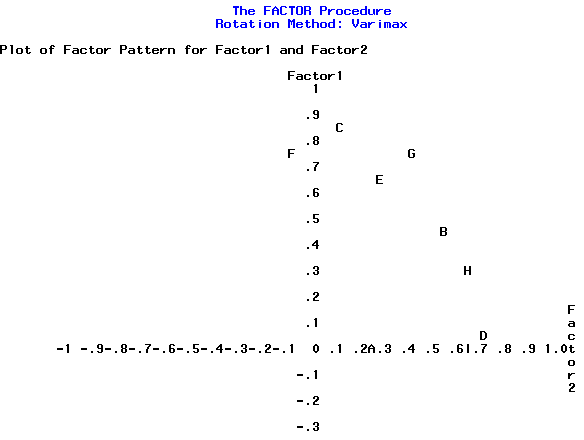 The FACTOR Procedure
Rotation Method: Varimax
Plot of Factor Pattern for Factor1 and Factor2
Factor1
1
.9
C
.8
F G
.7
E
.6
.5
B
.4
.3 H
.2
F
.1 a
D c
-1 -.9-.8-.7-.6-.5-.4-.3-.2-.1 0 .1 .2A.3 .4 .5 .6I.7 .8 .9 1.0t
o
-.1 r
2
-.2
-.3